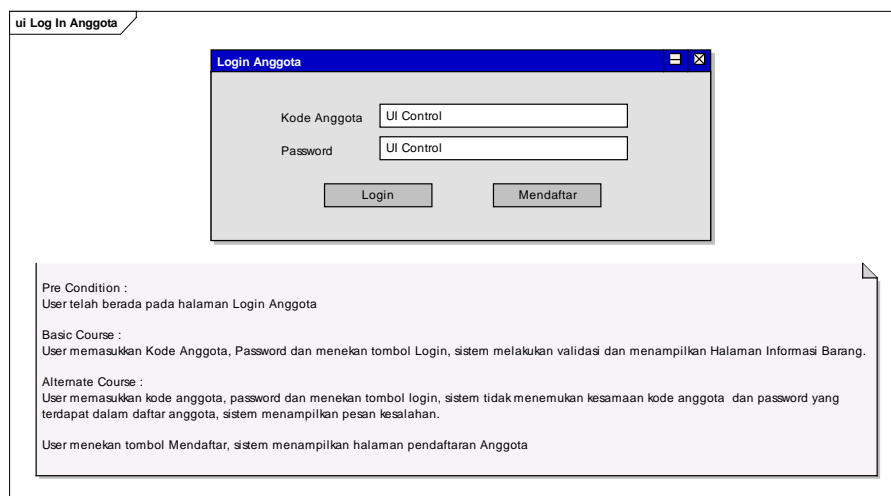 ui Log In Anggota
Login Anggota
Kode Anggota
UI Control
Password
UI Control
Login
Mendaftar
Pre Condition :
User telah berada pada halaman Login Anggota
Basic Course :
User memasukkan Kode Anggota, Password dan menekan tombol Login, sistem melakukan validasi dan menampilkan Halaman Informasi Barang.
Alternate Course :
User memasukkan kode anggota, password dan menekan tombol login, sistem tidak menemukan kesamaan kode anggota  dan password yang
terdapat dalam daftar anggota, sistem menampilkan pesan kesalahan.
User menekan tombol Mendaftar, sistem menampilkan halaman pendaftaran Anggota